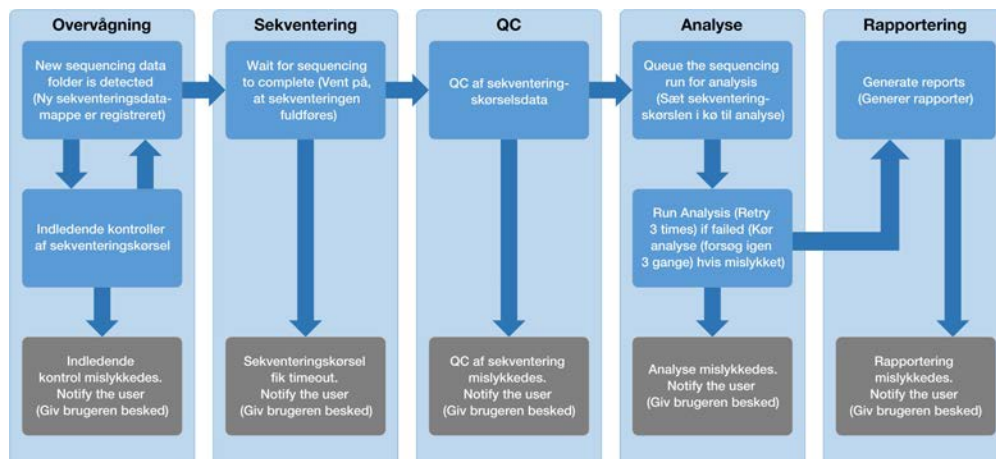 Overvågning
New sequencing data
folder is detected
(Ny sekventeringsdata-
mappe er registreret)
Indledende kontroller
af sekventeringskørsel
Indledende
kontrol mislykkedes.
Notify the user
(Giv brugeren besked)
Sekventering
Wait for sequencing
to complete (Vent på,
at sekventeringen
fuldføres)
Sekventeringskørsel
fik timeout.
Notify the user
(Giv brugeren besked)
QC
QC af sekventering-
skørselsdata
QC af sekventering
mislykkedes.
Notify the user
(Giv brugeren besked)
Analyse
Queue the sequencing
run for analysis
(Sæt sekventering-
skørslen i kø til analyse)
Run Analysis (Retry
3 times) if failed (Kør
analyse (forsøg igen
3 gange) hvis mislykket)
Analyse mislykkedes.
Notify the user
(Giv brugeren besked)
Rapportering
Generate reports
(Generer rapporter)
Rapportering
mislykkedes.
Notify the user
(Giv brugeren besked)